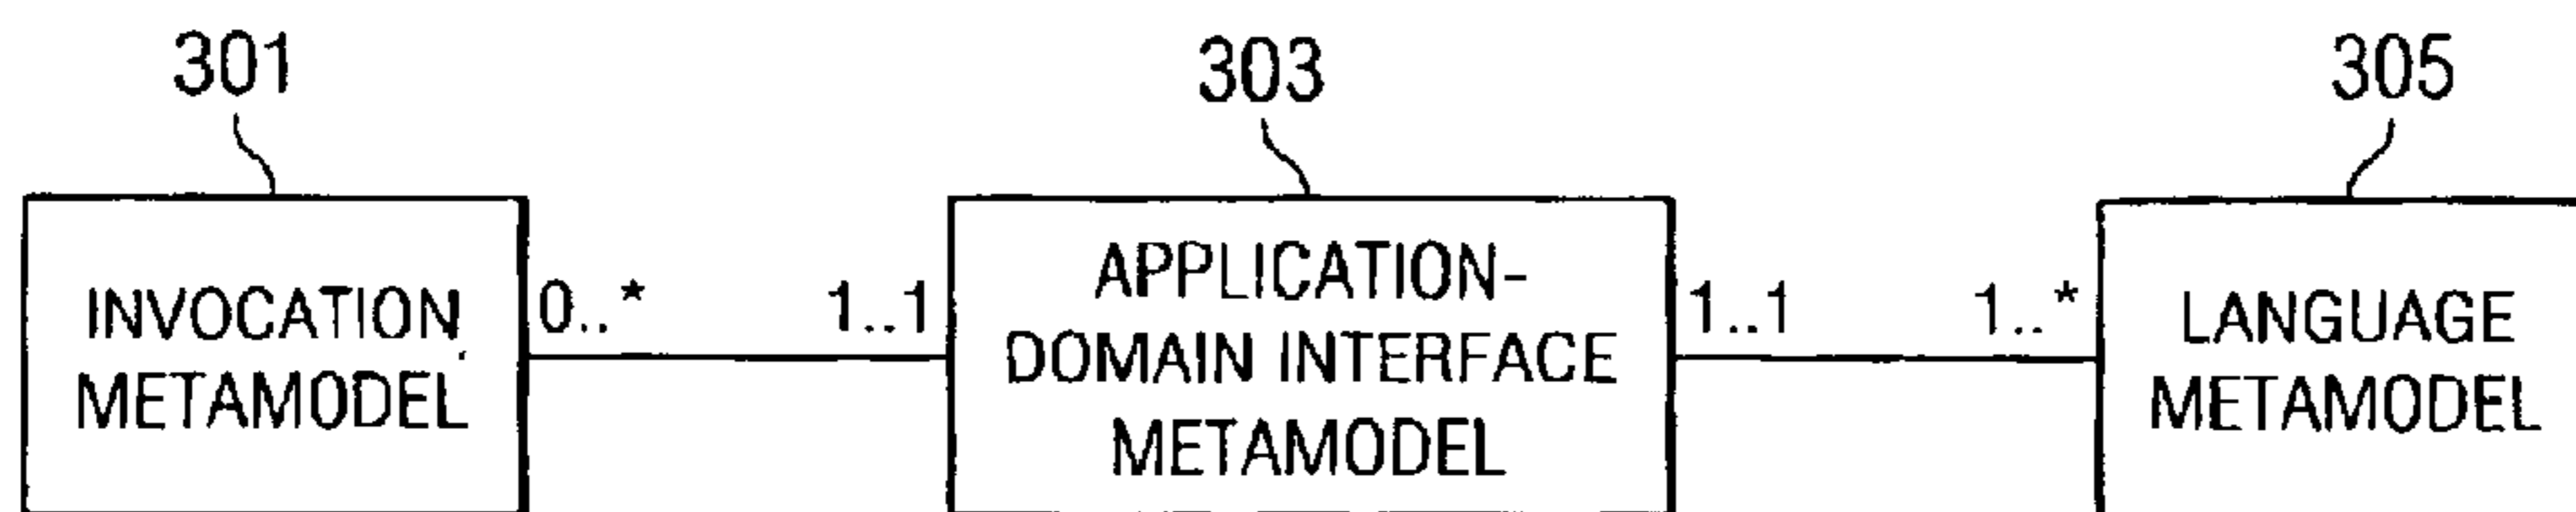 301
303
305
INVOCATION
METAMODEL
0..*
1..1
APPLICATION-
DOMAIN INTERFACE
METAMODEL
1..1
1..*
LANGUAGE
METAMODEL